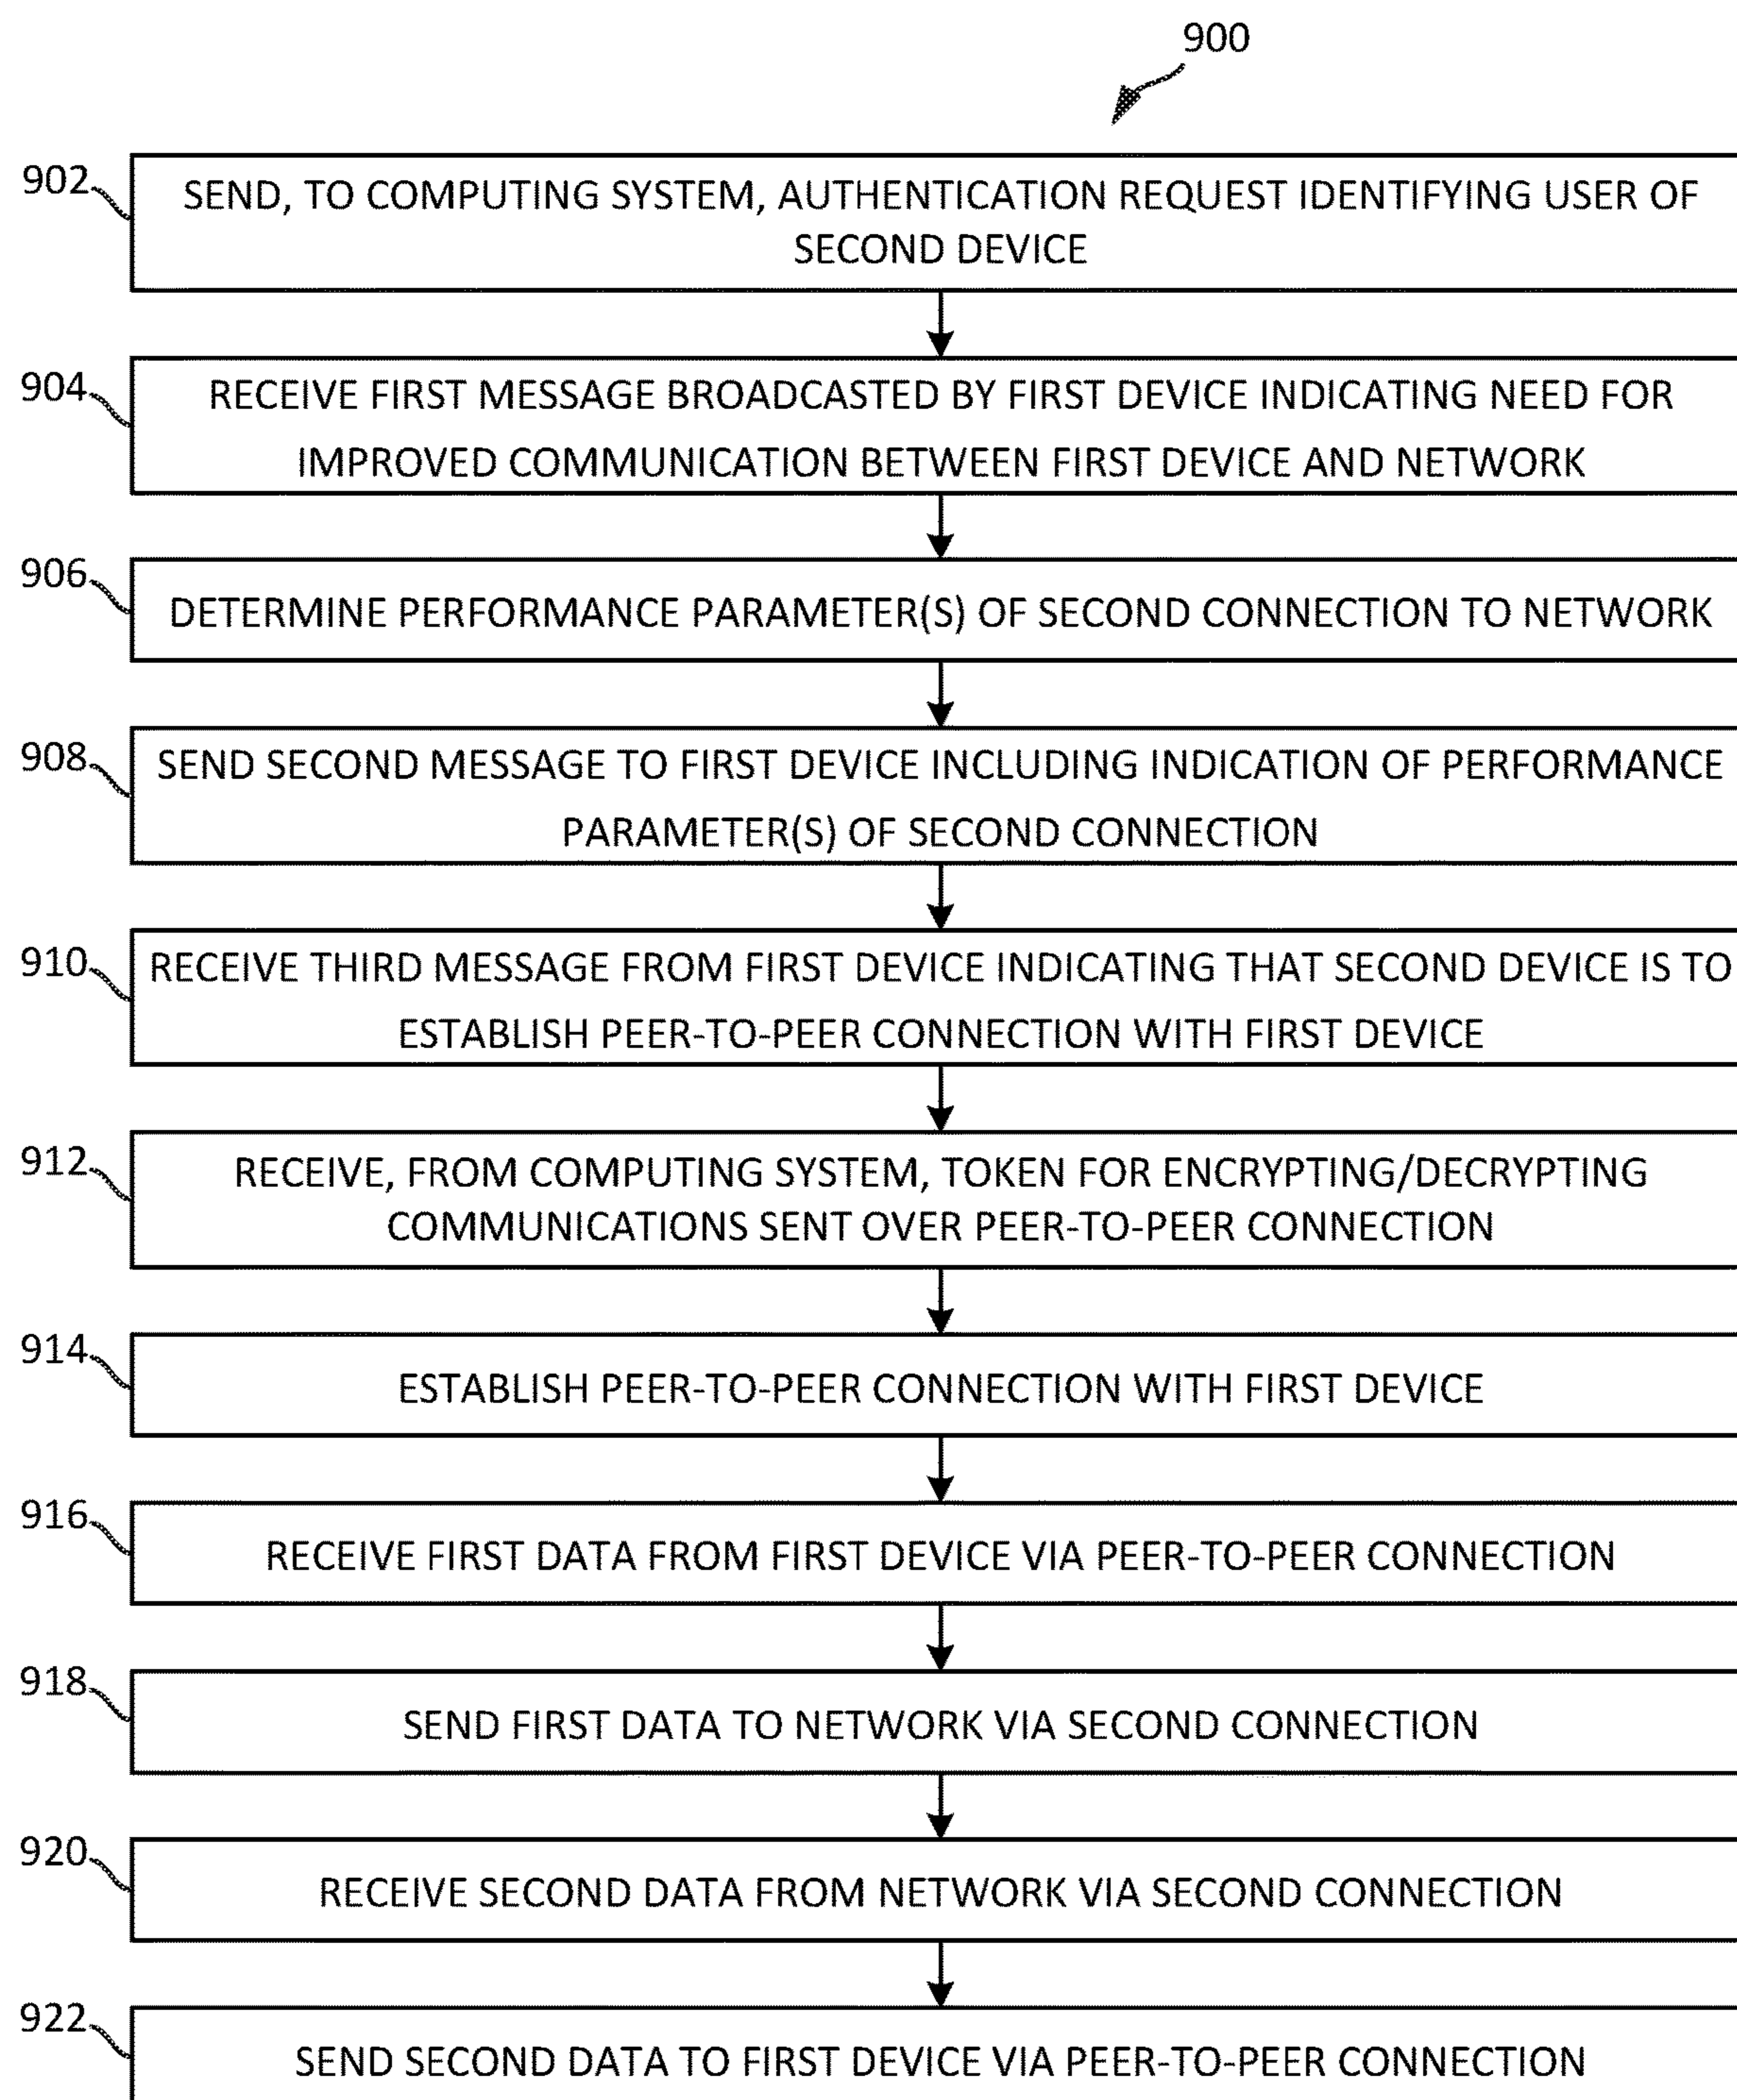 900
902
SEND, TO COMPUTING SYSTEM, AUTHENTICATION REQUEST IDENTIFYING USER OF
SECOND DEVICE
904
RECEIVE FIRST MESSAGE BROADCASTED BY FIRST DEVICE INDICATING NEED FOR
IMPROVED COMMUNICATION BETWEEN FIRST DEVICE AND NETWORK
906
DETERMINE PERFORMANCE PARAMETER(S) OF SECOND CONNECTION TO NETWORK
908
SEND SECOND MESSAGE TO FIRST DEVICE INCLUDING INDICATION OF PERFORMANCE
PARAMETER(S) OF SECOND CONNECTION
910
RECEIVE THIRD MESSAGE FROM FIRST DEVICE INDICATING THAT SECOND DEVICE IS TO
ESTABLISH PEER-TO-PEER CONNECTION WITH FIRST DEVICE
912
RECEIVE, FROM COMPUTING SYSTEM, TOKEN FOR ENCRYPTING/DECRYPTING
COMMUNICATIONS SENT OVER PEER-TO-PEER CONNECTION
914
ESTABLISH PEER-TO-PEER CONNECTION WITH FIRST DEVICE
916
RECEIVE FIRST DATA FROM FIRST DEVICE VIA PEER-TO-PEER CONNECTION
918
SEND FIRST DATA TO NETWORK VIA SECOND CONNECTION
920
RECEIVE SECOND DATA FROM NETWORK VIA SECOND CONNECTION
922
SEND SECOND DATA TO FIRST DEVICE VIA PEER-TO-PEER CONNECTION